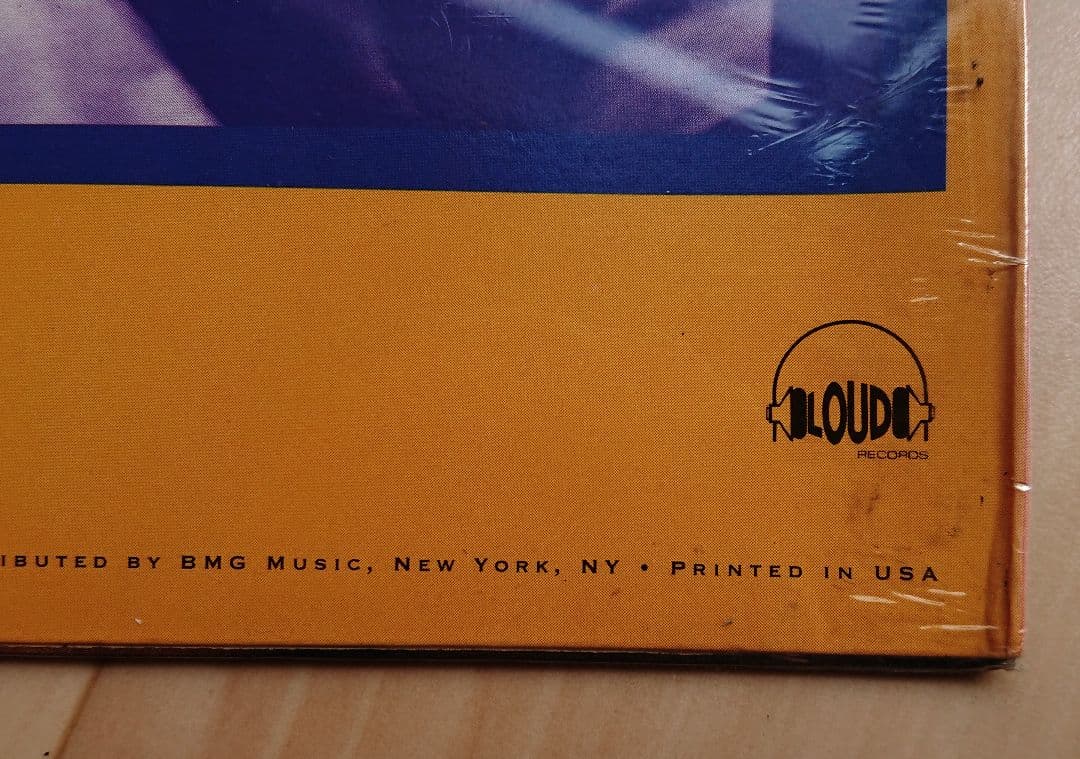 LOUD
RECORDS
IBUTED BY BMG MUSIC, NEW YORK, NY • PRINTED IN USA